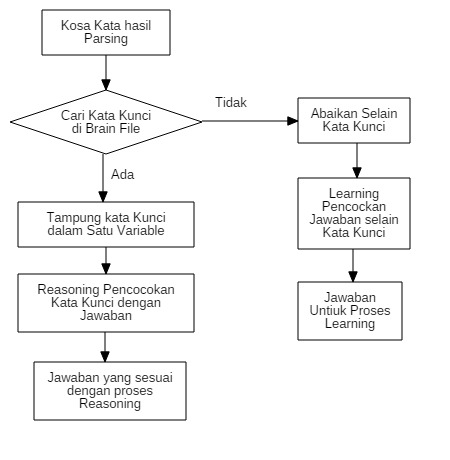 Kosa Kata hasil
Parsing
Cari Kata Kunci
di Brain File
Tidak
Abaikan Selain
Kata Kunci
Ada
Learning
Pencockan
Jawaban selain
Kata Kunci
Tampung kata Kunci
dalam Satu Variable
Reasoning Pencocokan
Kata Kunci dengan
Jawaban
Jawaban
Untiuk Proses
Learning
Jawaban yang sesuai
dengan proses
Reasoning